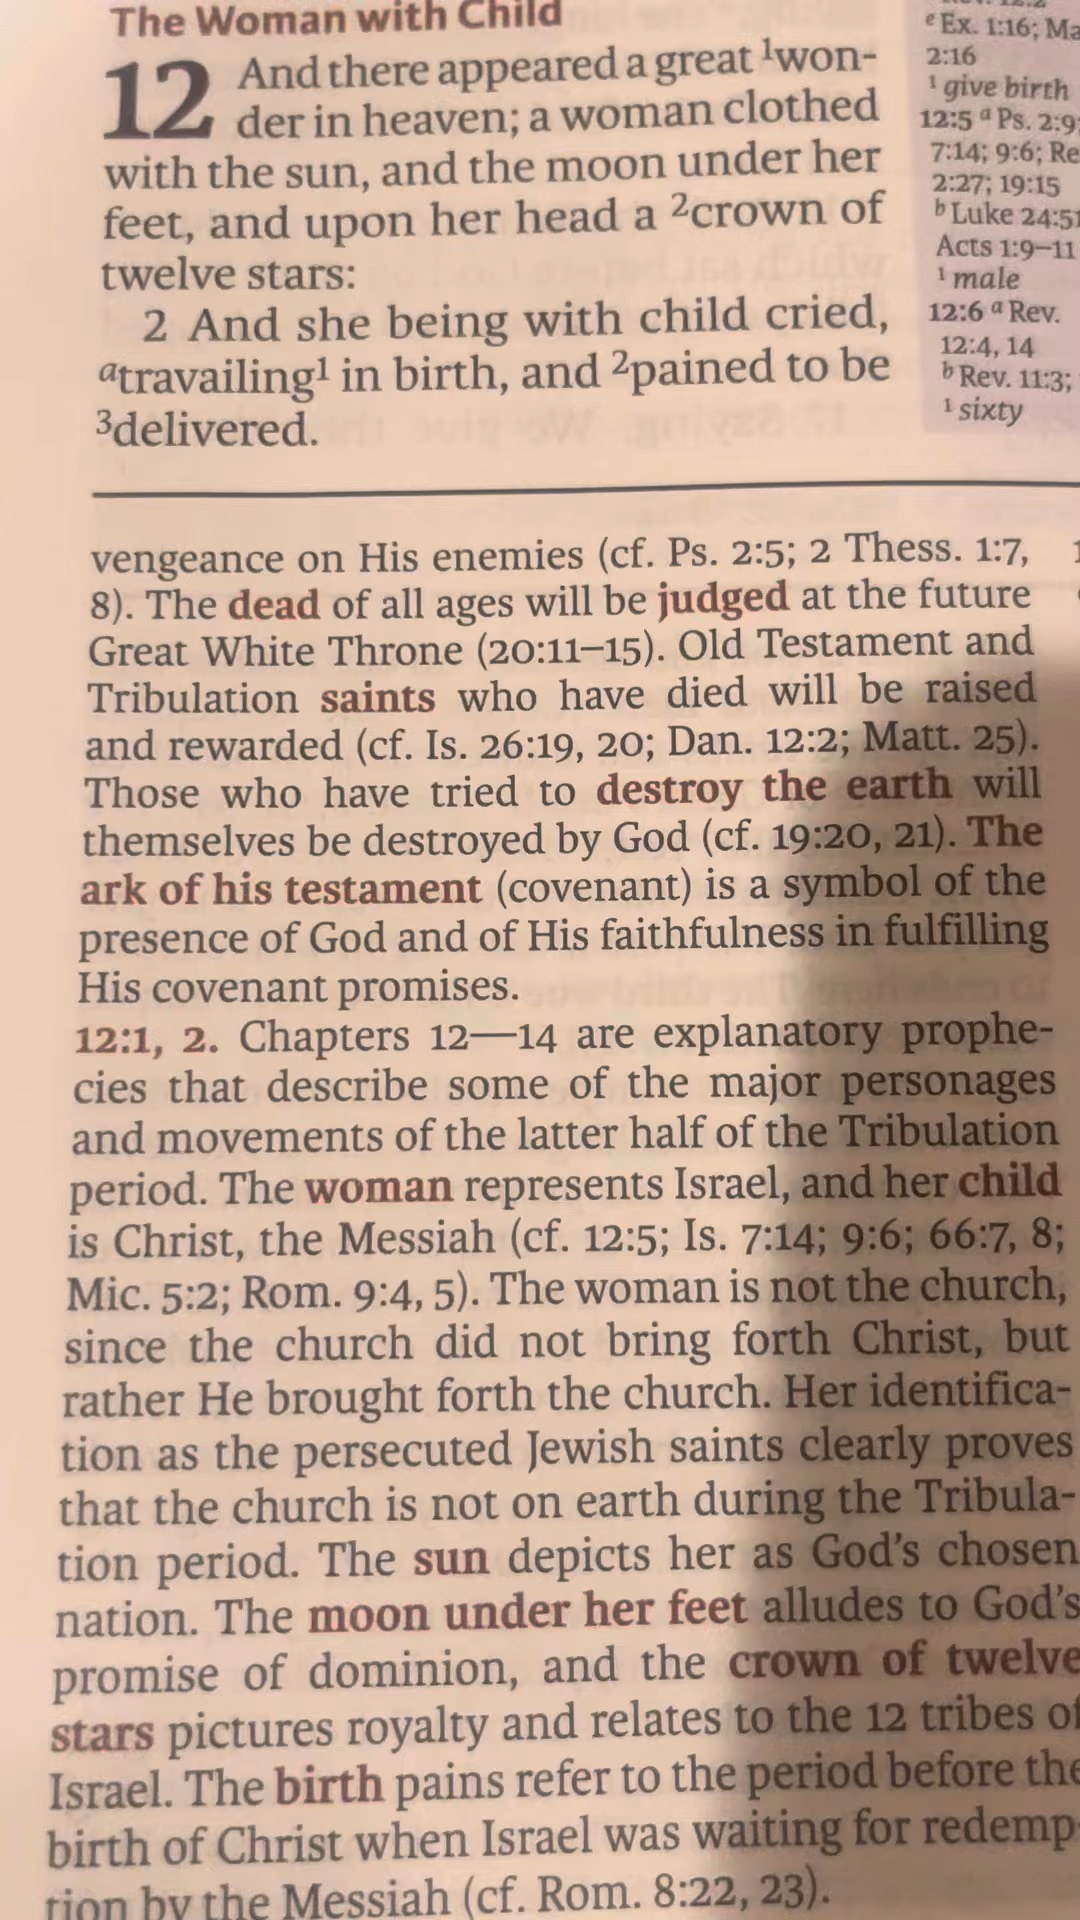 The Woman with Child
12 And there appeared a great ¹won-
der in heaven; a woman clothed
with the sun, and the moon under her
feet, and upon her head a ²crown of
twelve stars:
2 And she being with child cried,
ᵃtravailing¹ in birth, and ²pained to be
³delivered.
ᵉ Ex. 1:16; Ma
2:16
¹ give birth
12:5 ᵃ Ps. 2:9;
7:14; 9:6; Re
2:27; 19:15
ᵇ Luke 24:51
Acts 1:9–11
¹ male
12:6 ᵃ Rev.
12:4, 14
ᵇ Rev. 11:3;
¹ sixty
vengeance on His enemies (cf. Ps. 2:5; 2 Thess. 1:7,
8). The dead of all ages will be judged at the future
Great White Throne (20:11–15). Old Testament and
Tribulation saints who have died will be raised
and rewarded (cf. Is. 26:19, 20; Dan. 12:2; Matt. 25).
Those who have tried to destroy the earth will
themselves be destroyed by God (cf. 19:20, 21). The
ark of his testament (covenant) is a symbol of the
presence of God and of His faithfulness in fulfilling
His covenant promises.
12:1, 2. Chapters 12—14 are explanatory prophe-
cies that describe some of the major personages
and movements of the latter half of the Tribulation
period. The woman represents Israel, and her child
is Christ, the Messiah (cf. 12:5; Is. 7:14; 9:6; 66:7, 8;
Mic. 5:2; Rom. 9:4, 5). The woman is not the church,
since the church did not bring forth Christ, but
rather He brought forth the church. Her identifica-
tion as the persecuted Jewish saints clearly proves
that the church is not on earth during the Tribula-
tion period. The sun depicts her as God's chosen
nation. The moon under her feet alludes to God's
promise of dominion, and the crown of twelve
stars pictures royalty and relates to the 12 tribes of
Israel. The birth pains refer to the period before the
birth of Christ when Israel was waiting for redemp-
tion by the Messiah (cf. Rom. 8:22, 23).